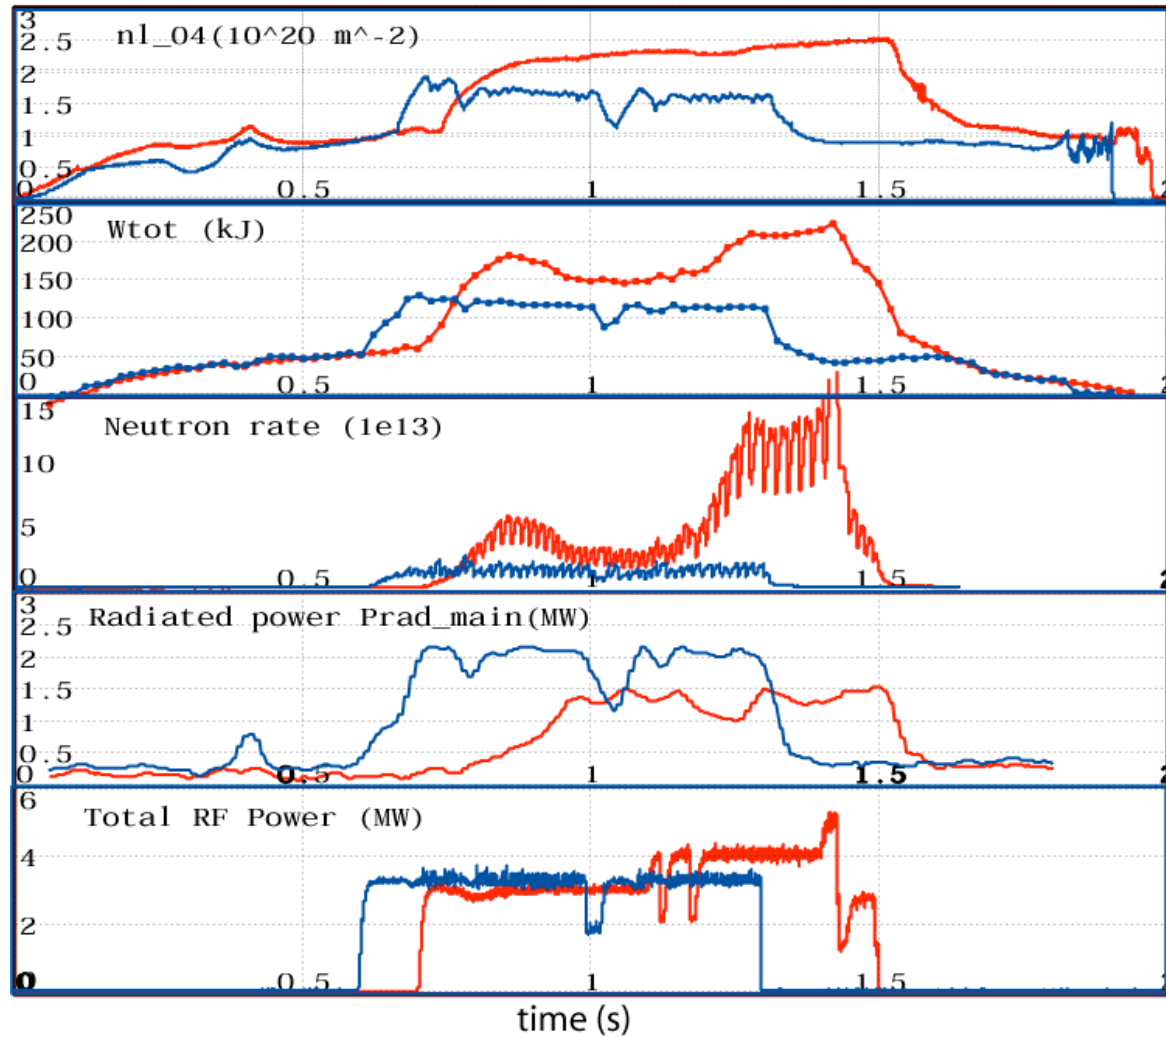 3
nl_04(10^20 m^-2)
2.5
2
1.5
1
0.5
0 0.5 1 1.5 2
250
Wtot (kJ)
200
150
100
50
0 0.5 1 1.5 2
15
Neutron rate (1e13)
10
5
0 0.5 1 1.5 2
3
Radiated power Prad_main(MW)
2.5
2
1.5
1
0.5
0 0.5 1 1.5 2
6
Total RF Power (MW)
4
2
0 0.5 1 1.5 2
time (s)